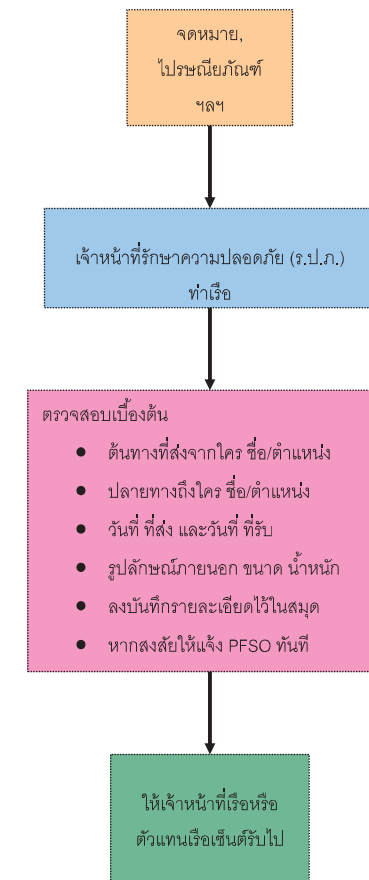 จดหมาย,
ไปรษณียภัณฑ์
ฯลฯ
เจ้าหน้าที่รักษาความปลอดภัย (ร.ป.ภ.)
ท่าเรือ
ตรวจสอบเบื้องต้น
● ต้นทางที่ส่งจากใคร ชื่อ/ตำแหน่ง
● ปลายทางถึงใคร ชื่อ/ตำแหน่ง
● วันที่ ที่ส่ง และวันที่ ที่รับ
● รูปลักษณ์ภายนอก ขนาด น้ำหนัก
● ลงบันทึกรายละเอียดไว้ในสมุด
● หากสงสัยให้แจ้ง PFSO ทันที
ให้เจ้าหน้าที่เรือหรือ
ตัวแทนเรือเซ็นต์รับไป